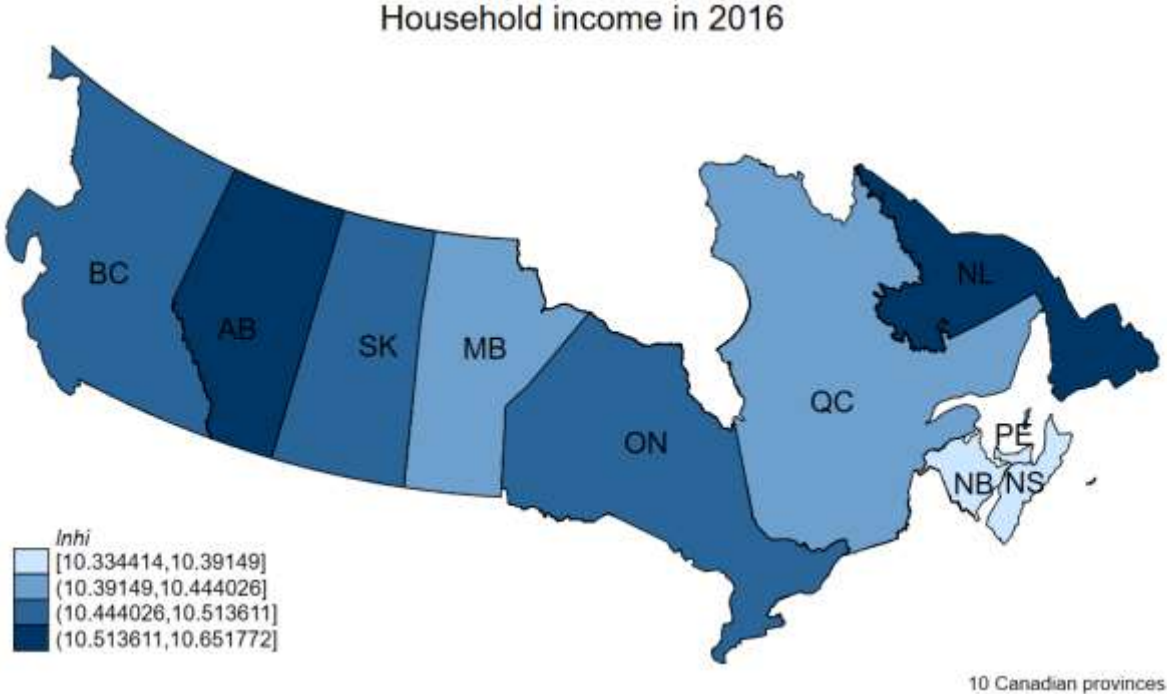 Household income in 2016
BC
AB
SK
MB
ON
QC
NL
PE
NB
NS
lnhi
[10.334414,10.39149]
(10.39149,10.444026]
(10.444026,10.513611]
(10.513611,10.651772]
10 Canadian provinces